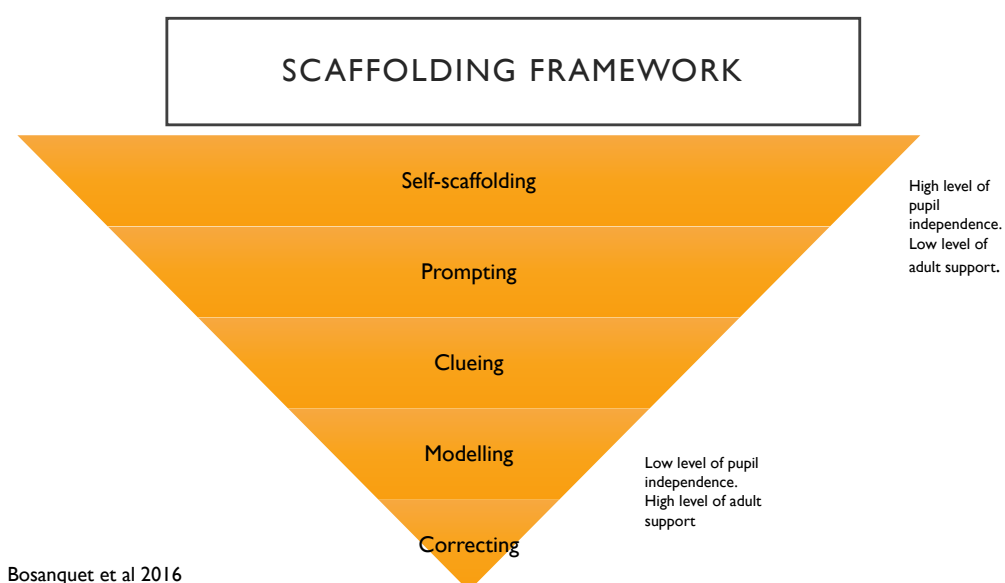 SCAFFOLDING FRAMEWORK
Self-scaffolding
High level of
pupil
independence.
Low level of
adult support.
Prompting
Clueing
Modelling
Low level of pupil
independence.
High level of adult
support
Correcting
Bosanquet et al 2016